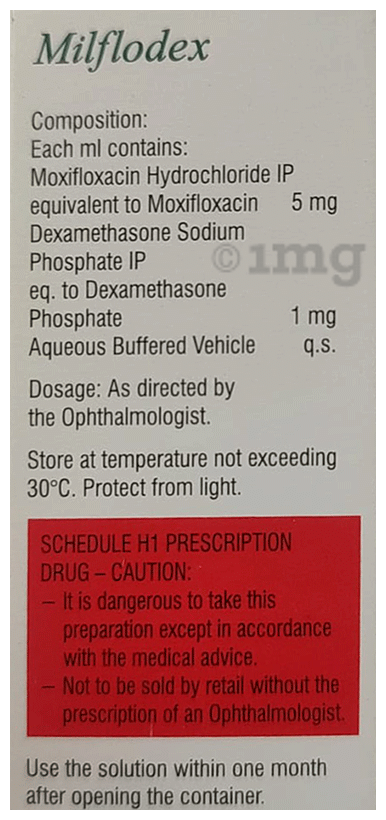 Milflodex
Composition:
Each ml contains:
Moxifloxacin Hydrochloride IP
equivalent to Moxifloxacin 5 mg
Dexamethasone Sodium
Phosphate IP
©1mg
eq. to Dexamethasone
Phosphate 1 mg
Aqueous Buffered Vehicle q.s.
Dosage: As directed by
the Ophthalmologist.
Store at temperature not exceeding
30°C. Protect from light.
SCHEDULE H1 PRESCRIPTION
DRUG – CAUTION:
– It is dangerous to take this
preparation except in accordance
with the medical advice.
– Not to be sold by retail without the
prescription of an Ophthalmologist.
Use the solution within one month
after opening the container.